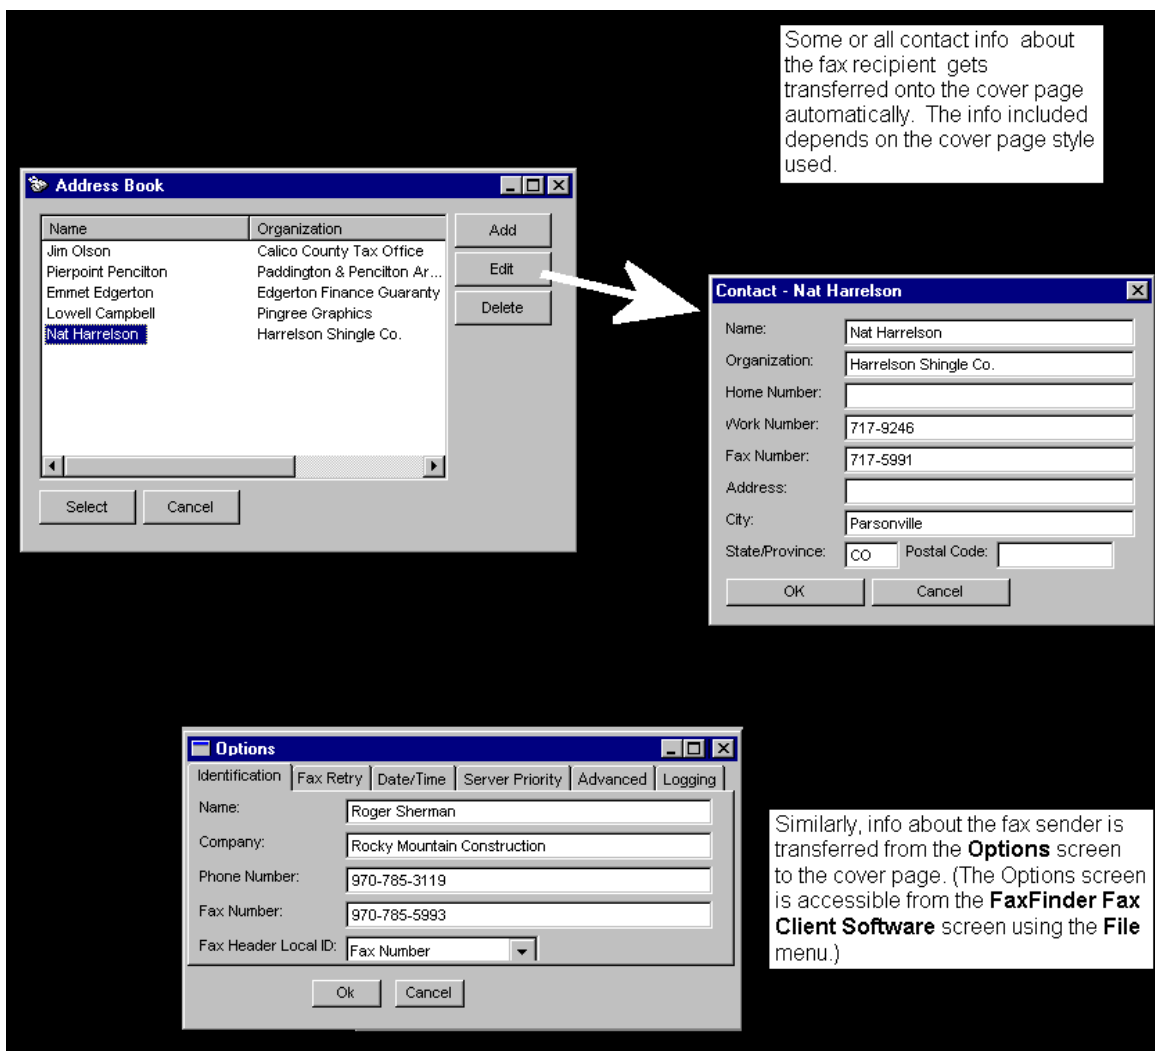 Some or all contact info about
the fax recipient gets
transferred onto the cover page
automatically. The info included
depends on the cover page style
used.
Address Book
Name Organization
Jim Olson Calico County Tax Office
Pierpoint Pencilton Paddington & Pencilton Ar...
Emmet Edgerton Edgerton Finance Guaranty
Lowell Campbell Pingree Graphics
Nat Harrelson Harrelson Shingle Co.
Add
Edit
Delete
Select Cancel
Contact - Nat Harrelson
Name: Nat Harrelson
Organization: Harrelson Shingle Co.
Home Number:
Work Number: 717-9246
Fax Number: 717-5991
Address:
City: Parsonville
State/Province: CO Postal Code:
OK Cancel
Options
Identification Fax Retry Date/Time Server Priority Advanced Logging
Name: Roger Sherman
Company: Rocky Mountain Construction
Phone Number: 970-785-3119
Fax Number: 970-785-5993
Fax Header Local ID: Fax Number
Ok Cancel
Similarly, info about the fax sender is
transferred from the Options screen
to the cover page. (The Options screen
is accessible from the FaxFinder Fax
Client Software screen using the File
menu.)